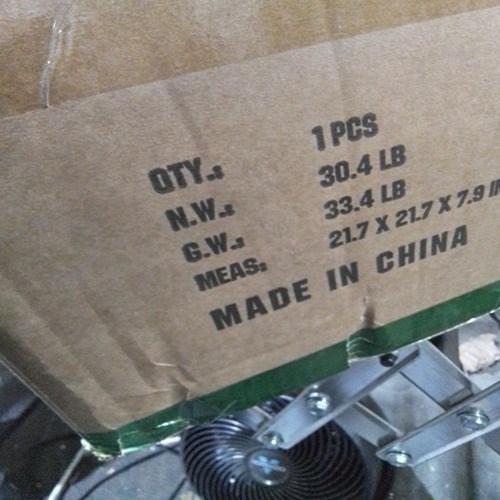 QTY.: 1 PCS
N.W.: 30.4 LB
G.W.: 33.4 LB
MEAS: 21.7 X 21.7 X 7.9 IN
MADE IN CHINA